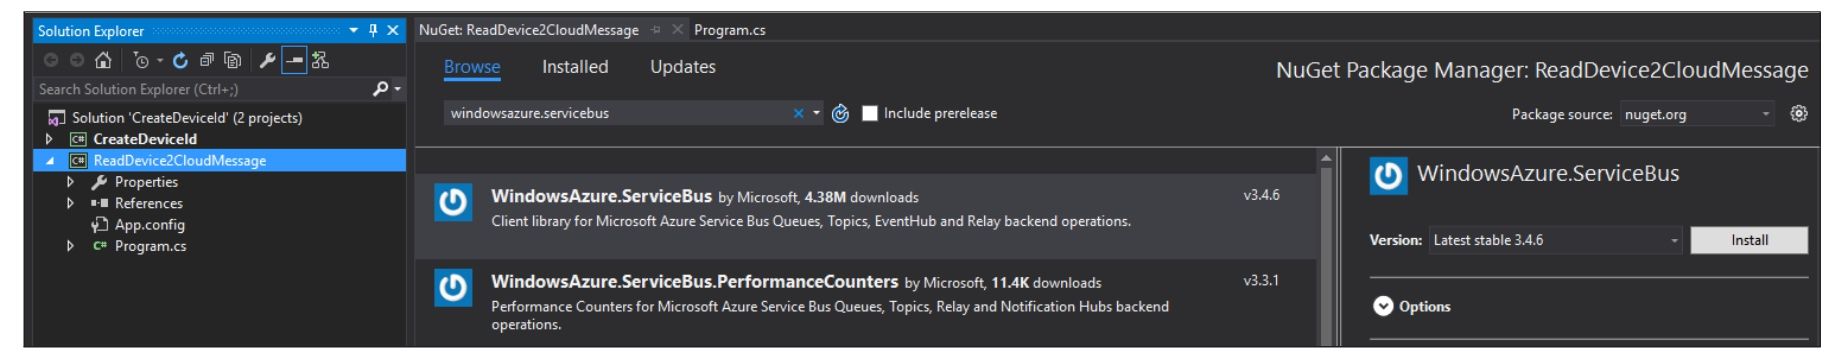 Solution Explorer
Search Solution Explorer (Ctrl+;)
Solution 'CreateDeviceId' (2 projects)
C# CreateDeviceId
C# ReadDevice2CloudMessage
Properties
References
App.config
C# Program.cs
NuGet: ReadDevice2CloudMessage Program.cs
Browse Installed Updates
NuGet Package Manager: ReadDevice2CloudMessage
windowsazure.servicebus Include prerelease
Package source: nuget.org
WindowsAzure.ServiceBus by Microsoft, 4.38M downloads v3.4.6
Client library for Microsoft Azure Service Bus Queues, Topics, EventHub and Relay backend operations.
WindowsAzure.ServiceBus.PerformanceCounters by Microsoft, 11.4K downloads v3.3.1
Performance Counters for Microsoft Azure Service Bus Queues, Topics, Relay and Notification Hubs backend
operations.
WindowsAzure.ServiceBus
Version: Latest stable 3.4.6 Install
Options